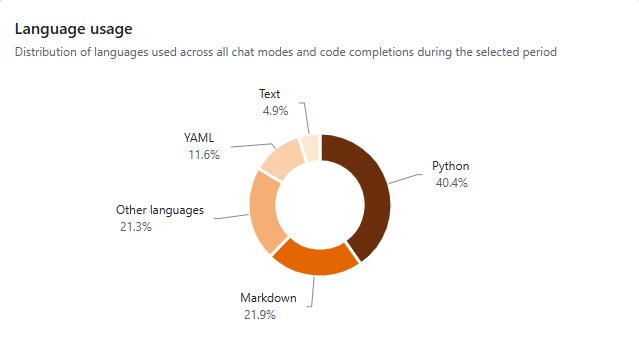 Language usage
Distribution of languages used across all chat modes and code completions during the selected period
Text
4.9%
YAML
11.6%
Python
40.4%
Other languages
21.3%
Markdown
21.9%